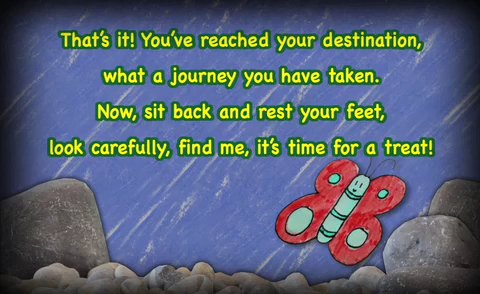 That's it! You've reached your destination,
what a journey you have taken.
Now, sit back and rest your feet,
look carefully, find me, it's time for a treat!